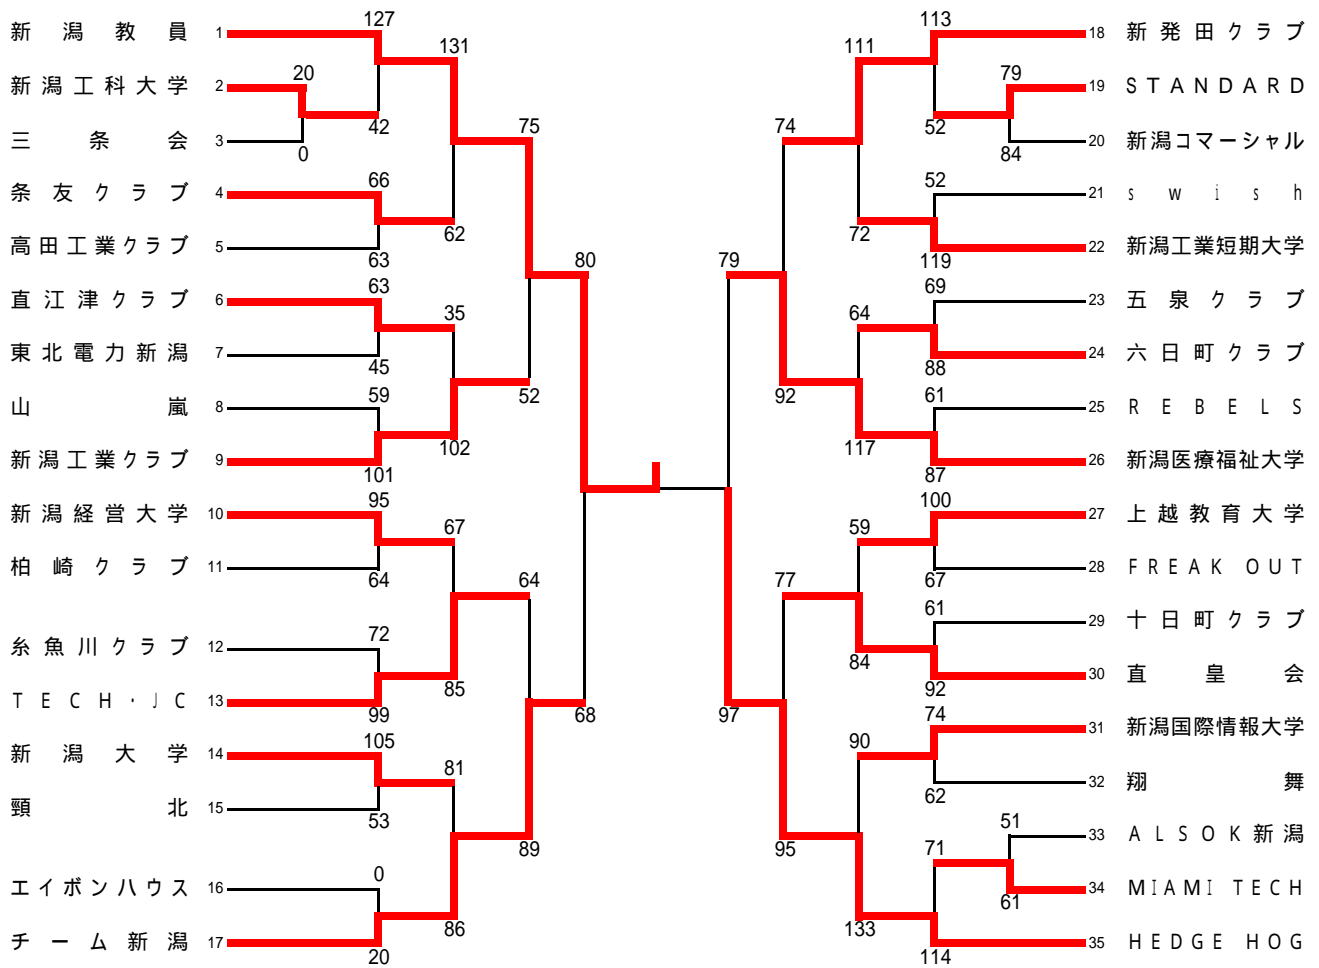 127
113
新潟教員 1
18 新発田クラブ
131
111
20
79
新潟工科大学 2
19 STANDARD
42
75
74
52
三条会 3
20 新潟コマーシャル
0
84
66
52
条友クラブ 4
21 swish
62
72
高田工業クラブ 5
22 新潟工業短期大学
63
80
79
119
63
69
直江津クラブ 6
23 五泉クラブ
35
64
東北電力新潟 7
24 六日町クラブ
45
88
59
52
92
61
山嵐 8
25 REBELS
102
117
新潟工業クラブ 9
26 新潟医療福祉大学
101
87
95
100
新潟経営大学 10
27 上越教育大学
67
59
柏崎クラブ 11
28 FREAK OUT
64
64
77
67
61
29 十日町クラブ
72
糸魚川クラブ 12
84
85
92
30 直皇会
TECH・JC 13
99
68
97
74
31 新潟国際情報大学
105
90
新潟大学 14
81
32 翔舞
62
頸北 15
53
51
33 ALSOK新潟
89
95
71
0
エイボンハウス 16
34 MIAMI TECH
61
86
133
チーム新潟 17
35 HEDGE HOG
20
114